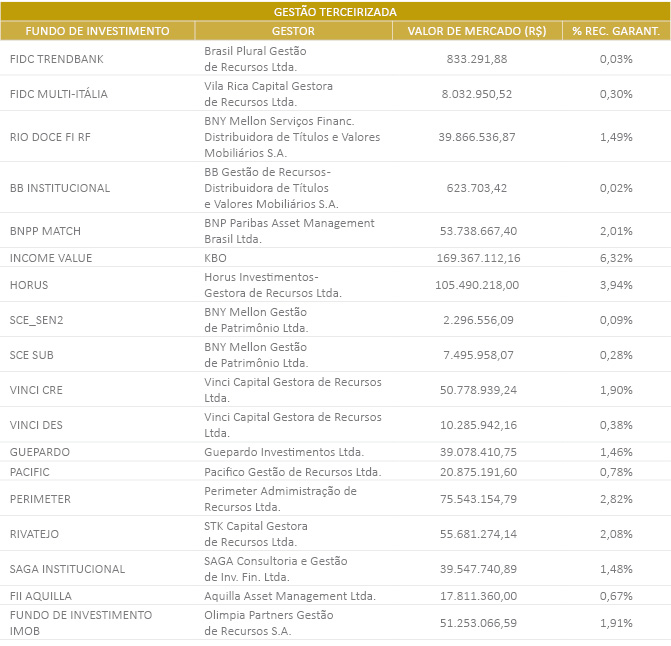 GESTÃO TERCEIRIZADA
FUNDO DE INVESTIMENTO GESTOR VALOR DE MERCADO (R$) % REC. GARANT.
FIDC TRENDBANK Brasil Plural Gestão
de Recursos Ltda. 833.291,88 0,03%
FIDC MULTI-ITÁLIA Vila Rica Capital Gestora
de Recursos Ltda. 8.032.950,52 0,30%
RIO DOCE FI RF BNY Mellon Serviços Financ.
Distribuidora de Títulos e Valores
Mobiliários S.A. 39.866.536,87 1,49%
BB INSTITUCIONAL BB Gestão de Recursos-
Distribuidora de Títulos
e Valores Mobiliários S.A. 623.703,42 0,02%
BNPP MATCH BNP Paribas Asset Management
Brasil Ltda. 53.738.667,40 2,01%
INCOME VALUE KBO 169.367.112,16 6,32%
HORUS Horus Investimentos-
Gestora de Recursos Ltda. 105.490.218,00 3,94%
SCE_SEN2 BNY Mellon Gestão
de Patrimônio Ltda. 2.296.556,09 0,09%
SCE SUB BNY Mellon Gestão
de Patrimônio Ltda. 7.495.958,07 0,28%
VINCI CRE Vinci Capital Gestora de Recursos
Ltda. 50.778.939,24 1,90%
VINCI DES Vinci Capital Gestora de Recursos
Ltda. 10.285.942,16 0,38%
GUEPARDO Guepardo Investimentos Ltda. 39.078.410,75 1,46%
PACIFIC Pacifico Gestão de Recursos Ltda. 20.875.191,60 0,78%
PERIMETER Perimeter Admimistração de
Recursos Ltda. 75.543.154,79 2,82%
RIVATEJO STK Capital Gestora
de Recursos Ltda. 55.681.274,14 2,08%
SAGA INSTITUCIONAL SAGA Consultoria e Gestão
de Inv. Fin. Ltda. 39.547.740,89 1,48%
FII AQUILLA Aquilla Asset Management Ltda. 17.811.360,00 0,67%
FUNDO DE INVESTIMENTO
IMOB Olimpia Partners Gestão
de Recursos S.A. 51.253.066,59 1,91%